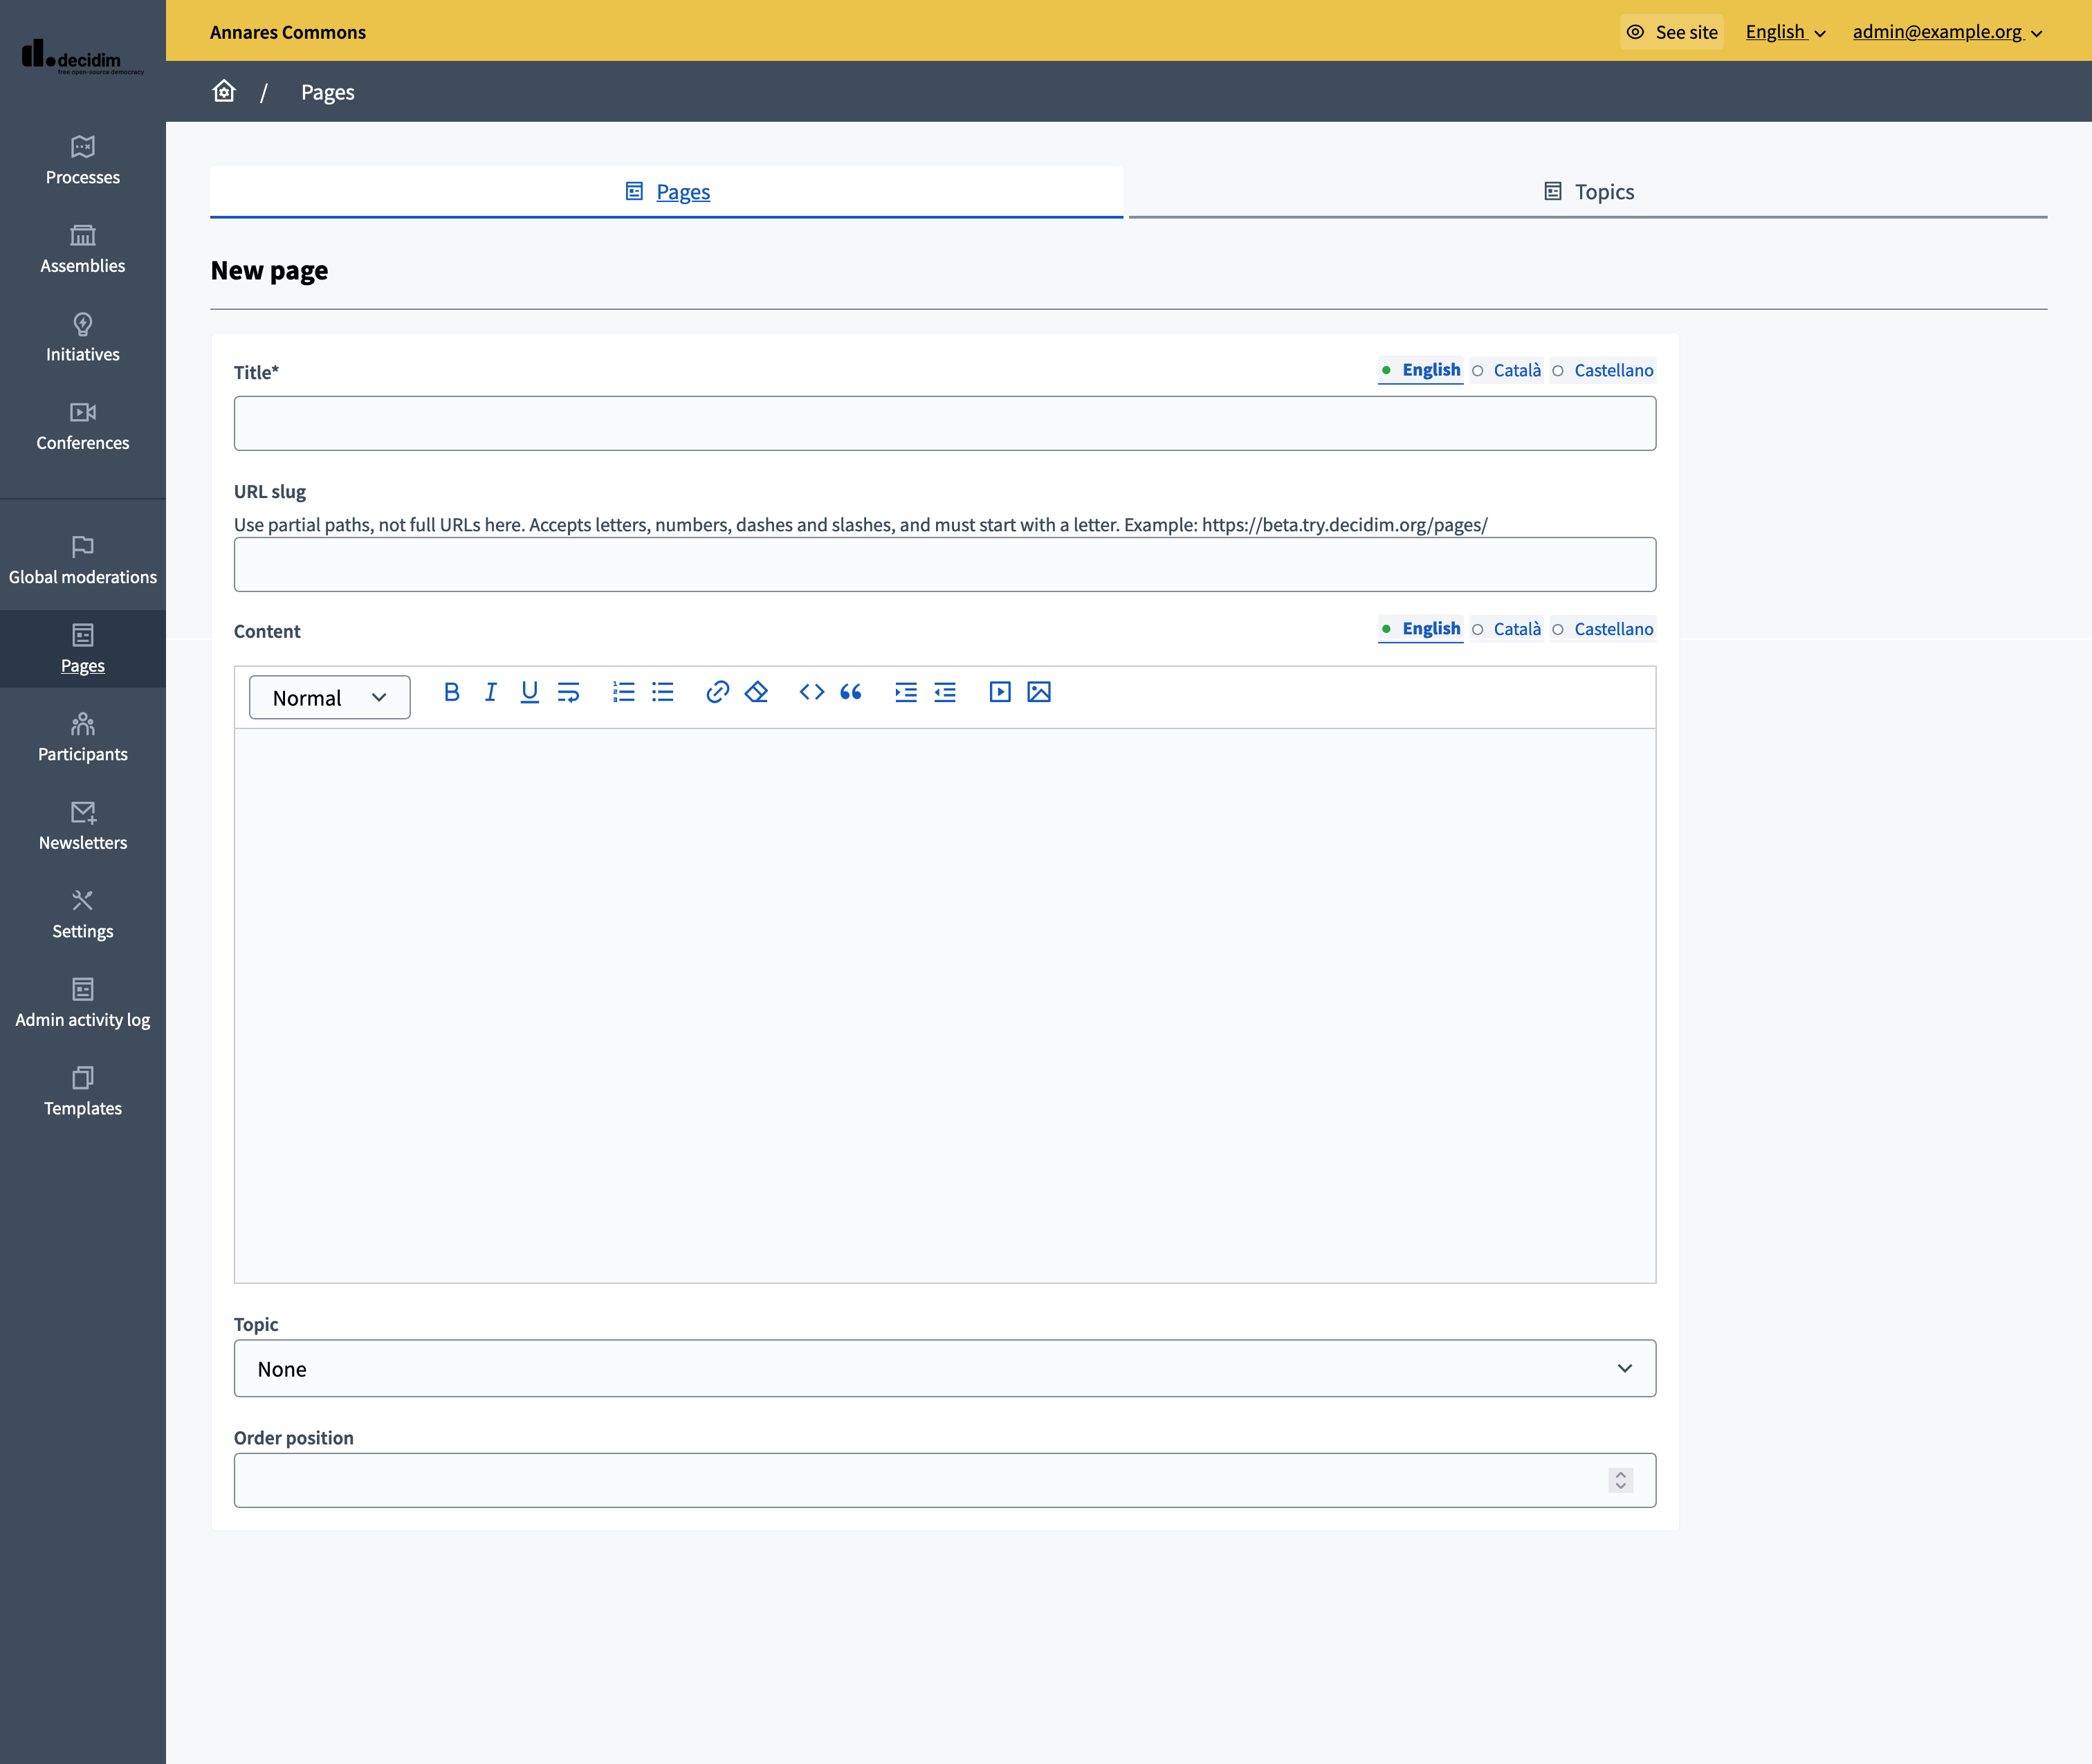 decidim
free open-source democracy
Annares Commons
See site
English
admin@example.org
/ Pages
Processes
Assemblies
Initiatives
Conferences
Global moderations
Pages
Participants
Newsletters
Settings
Admin activity log
Templates
Pages
Topics
New page
Title*
English Català Castellano
URL slug
Use partial paths, not full URLs here. Accepts letters, numbers, dashes and slashes, and must start with a letter. Example: https://beta.try.decidim.org/pages/
Content
English Català Castellano
Normal
Topic
None
Order position